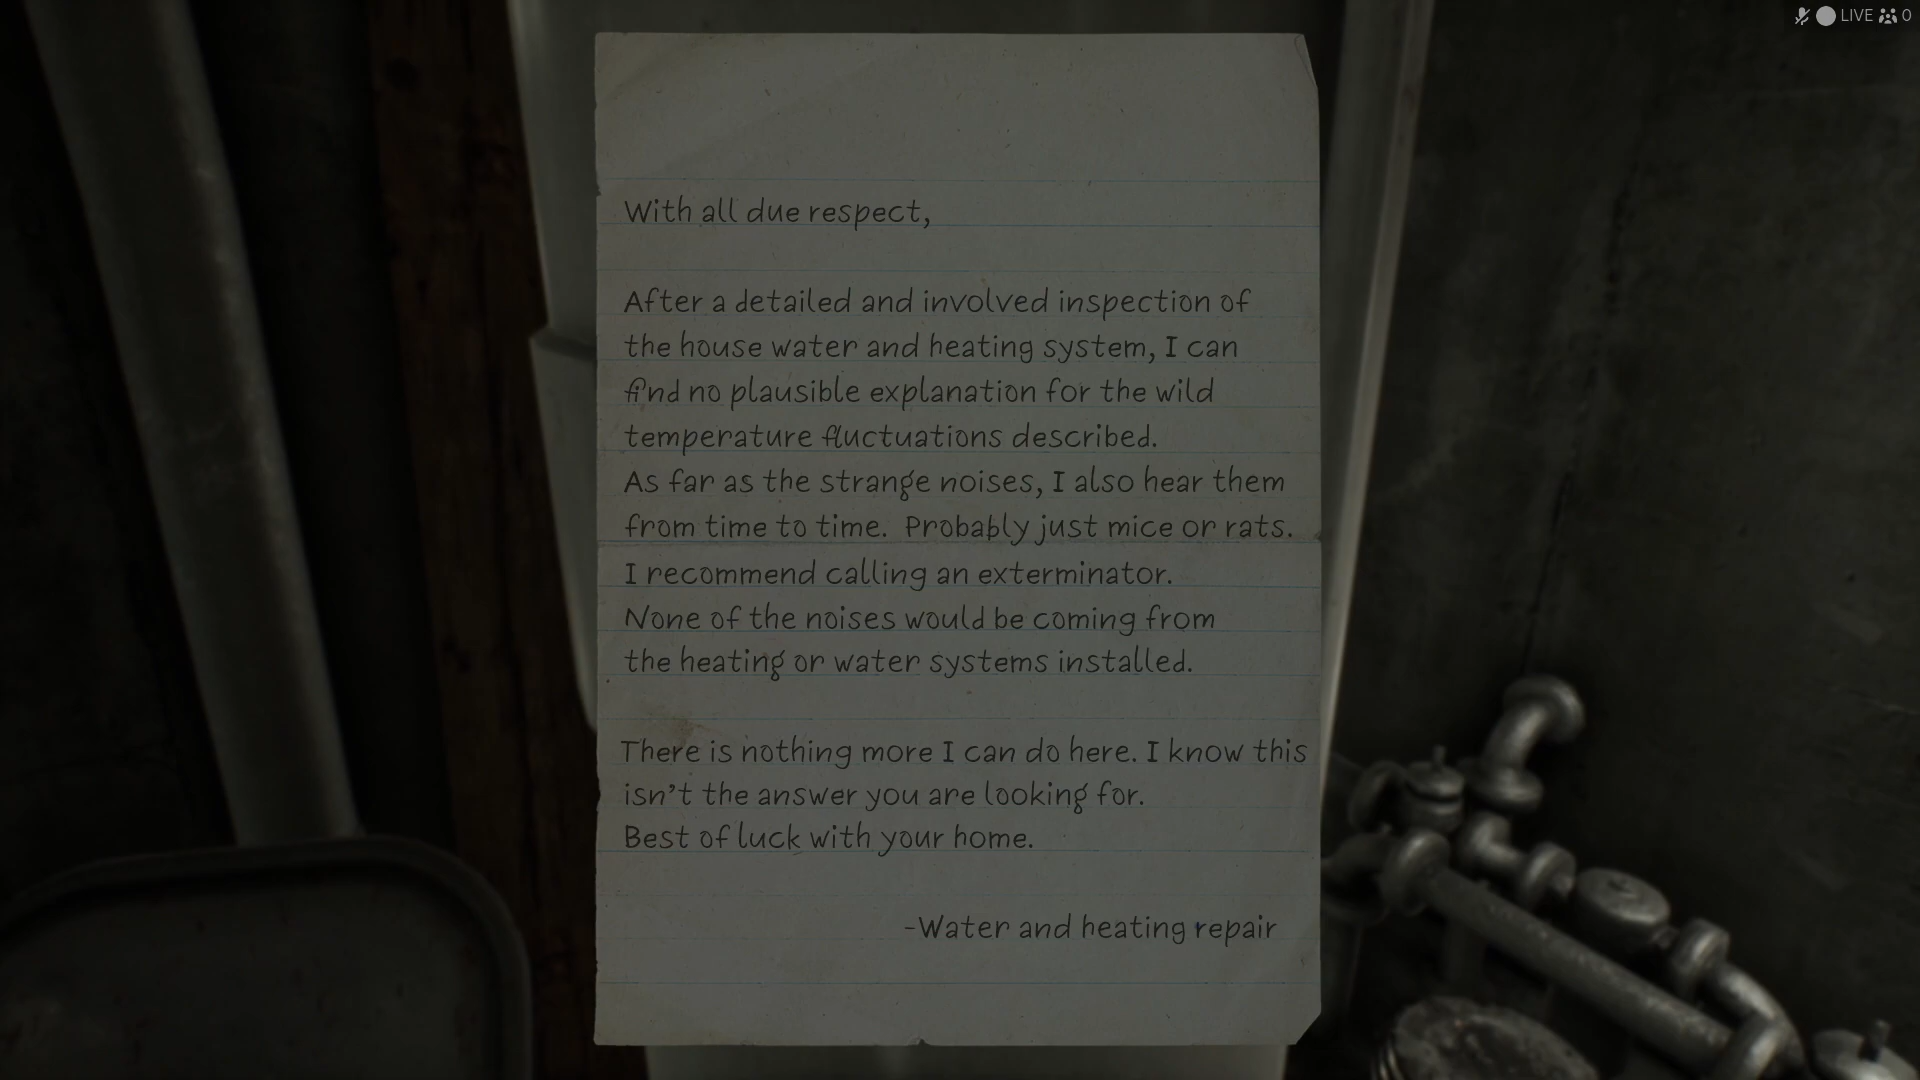 LIVE 0
With all due respect,
After a detailed and involved inspection of
the house water and heating system, I can
find no plausible explanation for the wild
temperature fluctuations described.
As far as the strange noises, I also hear them
from time to time.  Probably just mice or rats.
I recommend calling an exterminator.
None of the noises would be coming from
the heating or water systems installed.
There is nothing more I can do here. I know this
isn't the answer you are looking for.
Best of luck with your home.
-Water and heating repair